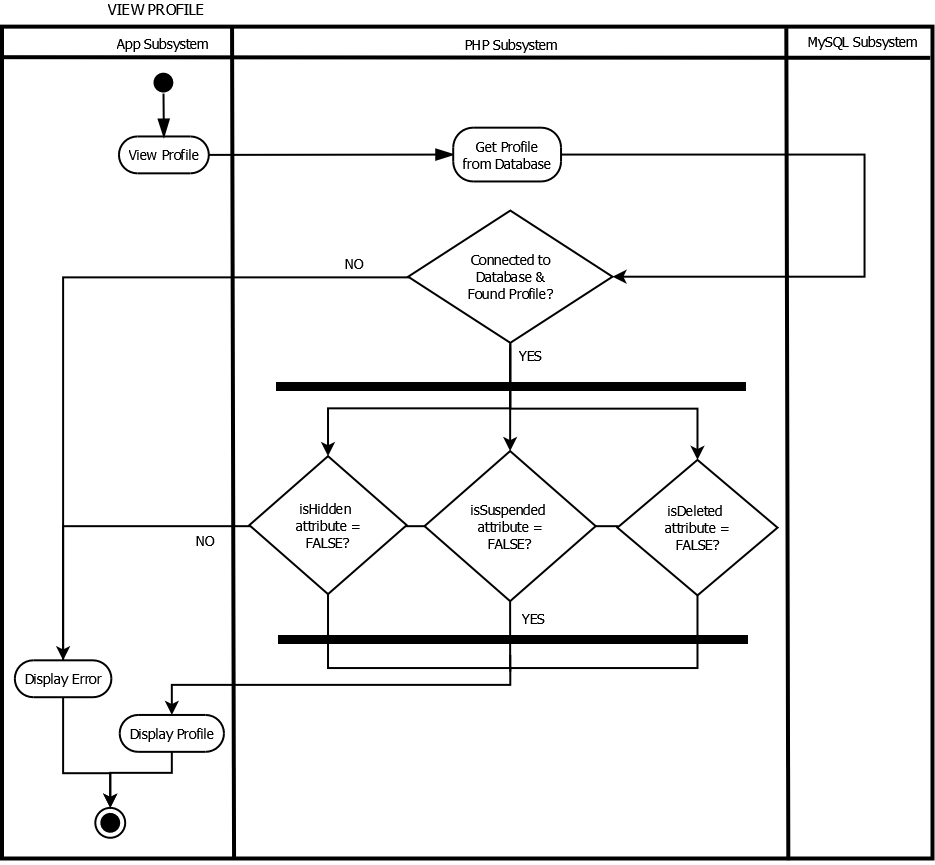 VIEW PROFILE
App Subsystem
PHP Subsystem
MySQL Subsystem
View Profile
Get Profile
from Database
NO
Connected to
Database &
Found Profile?
YES
isHidden
attribute =
FALSE?
isSuspended
attribute =
FALSE?
isDeleted
attribute =
FALSE?
NO
YES
Display Error
Display Profile